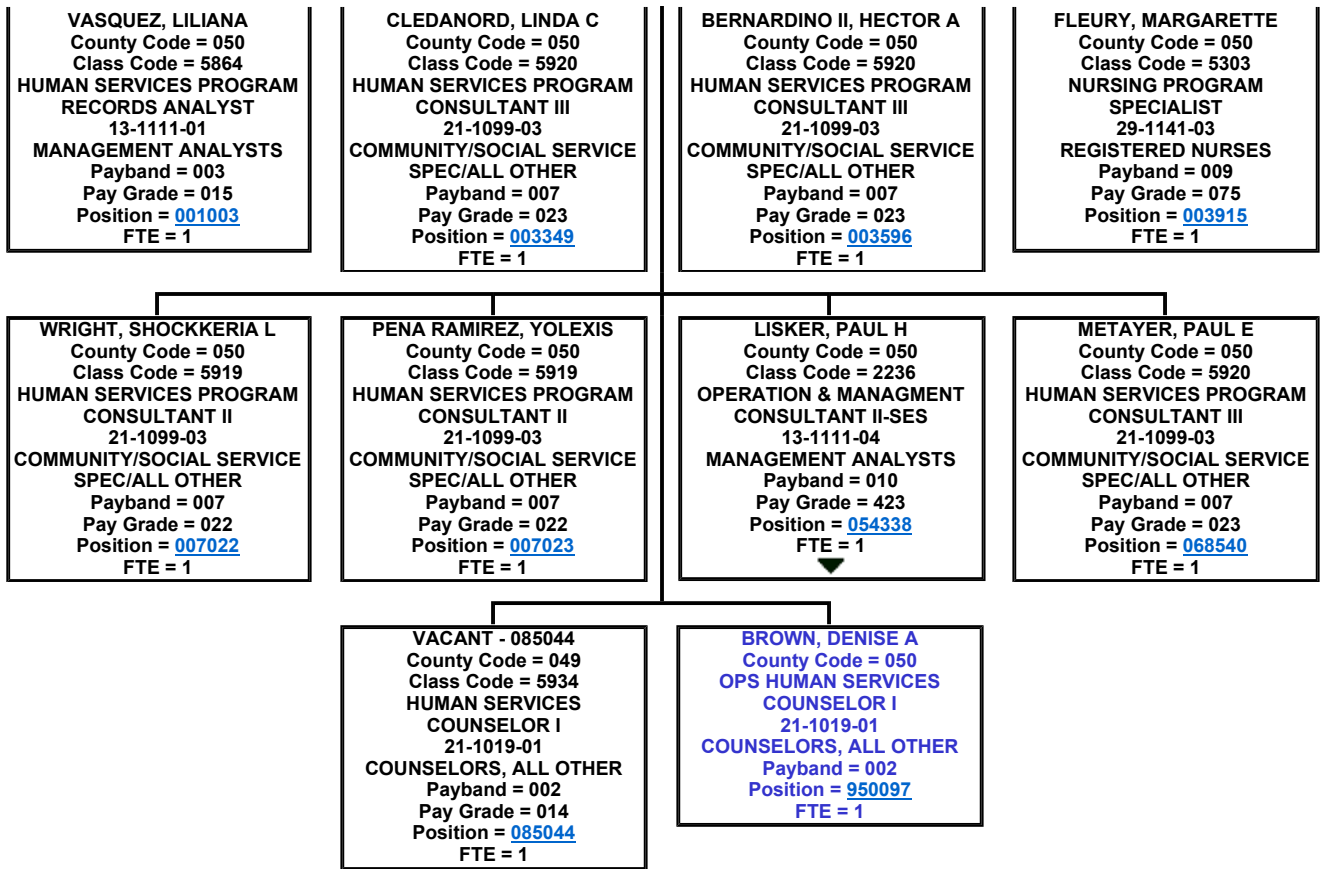 VASQUEZ, LILIANA
County Code = 050
Class Code = 5864
HUMAN SERVICES PROGRAM
RECORDS ANALYST
13-1111-01
MANAGEMENT ANALYSTS
Payband = 003
Pay Grade = 015
Position = 001003
FTE = 1
CLEDANORD, LINDA C
County Code = 050
Class Code = 5920
HUMAN SERVICES PROGRAM
CONSULTANT III
21-1099-03
COMMUNITY/SOCIAL SERVICE
SPEC/ALL OTHER
Payband = 007
Pay Grade = 023
Position = 003349
FTE = 1
BERNARDINO II, HECTOR A
County Code = 050
Class Code = 5920
HUMAN SERVICES PROGRAM
CONSULTANT III
21-1099-03
COMMUNITY/SOCIAL SERVICE
SPEC/ALL OTHER
Payband = 007
Pay Grade = 023
Position = 003596
FTE = 1
FLEURY, MARGARETTE
County Code = 050
Class Code = 5303
NURSING PROGRAM
SPECIALIST
29-1141-03
REGISTERED NURSES
Payband = 009
Pay Grade = 075
Position = 003915
FTE = 1
WRIGHT, SHOCKKERIA L
County Code = 050
Class Code = 5919
HUMAN SERVICES PROGRAM
CONSULTANT II
21-1099-03
COMMUNITY/SOCIAL SERVICE
SPEC/ALL OTHER
Payband = 007
Pay Grade = 022
Position = 007022
FTE = 1
PENA RAMIREZ, YOLEXIS
County Code = 050
Class Code = 5919
HUMAN SERVICES PROGRAM
CONSULTANT II
21-1099-03
COMMUNITY/SOCIAL SERVICE
SPEC/ALL OTHER
Payband = 007
Pay Grade = 022
Position = 007023
FTE = 1
LISKER, PAUL H
County Code = 050
Class Code = 2236
OPERATION & MANAGMENT
CONSULTANT II-SES
13-1111-04
MANAGEMENT ANALYSTS
Payband = 010
Pay Grade = 423
Position = 054338
FTE = 1
METAYER, PAUL E
County Code = 050
Class Code = 5920
HUMAN SERVICES PROGRAM
CONSULTANT III
21-1099-03
COMMUNITY/SOCIAL SERVICE
SPEC/ALL OTHER
Payband = 007
Pay Grade = 023
Position = 068540
FTE = 1
VACANT - 085044
County Code = 049
Class Code = 5934
HUMAN SERVICES
COUNSELOR I
21-1019-01
COUNSELORS, ALL OTHER
Payband = 002
Pay Grade = 014
Position = 085044
FTE = 1
BROWN, DENISE A
County Code = 050
OPS HUMAN SERVICES
COUNSELOR I
21-1019-01
COUNSELORS, ALL OTHER
Payband = 002
Position = 950097
FTE = 1